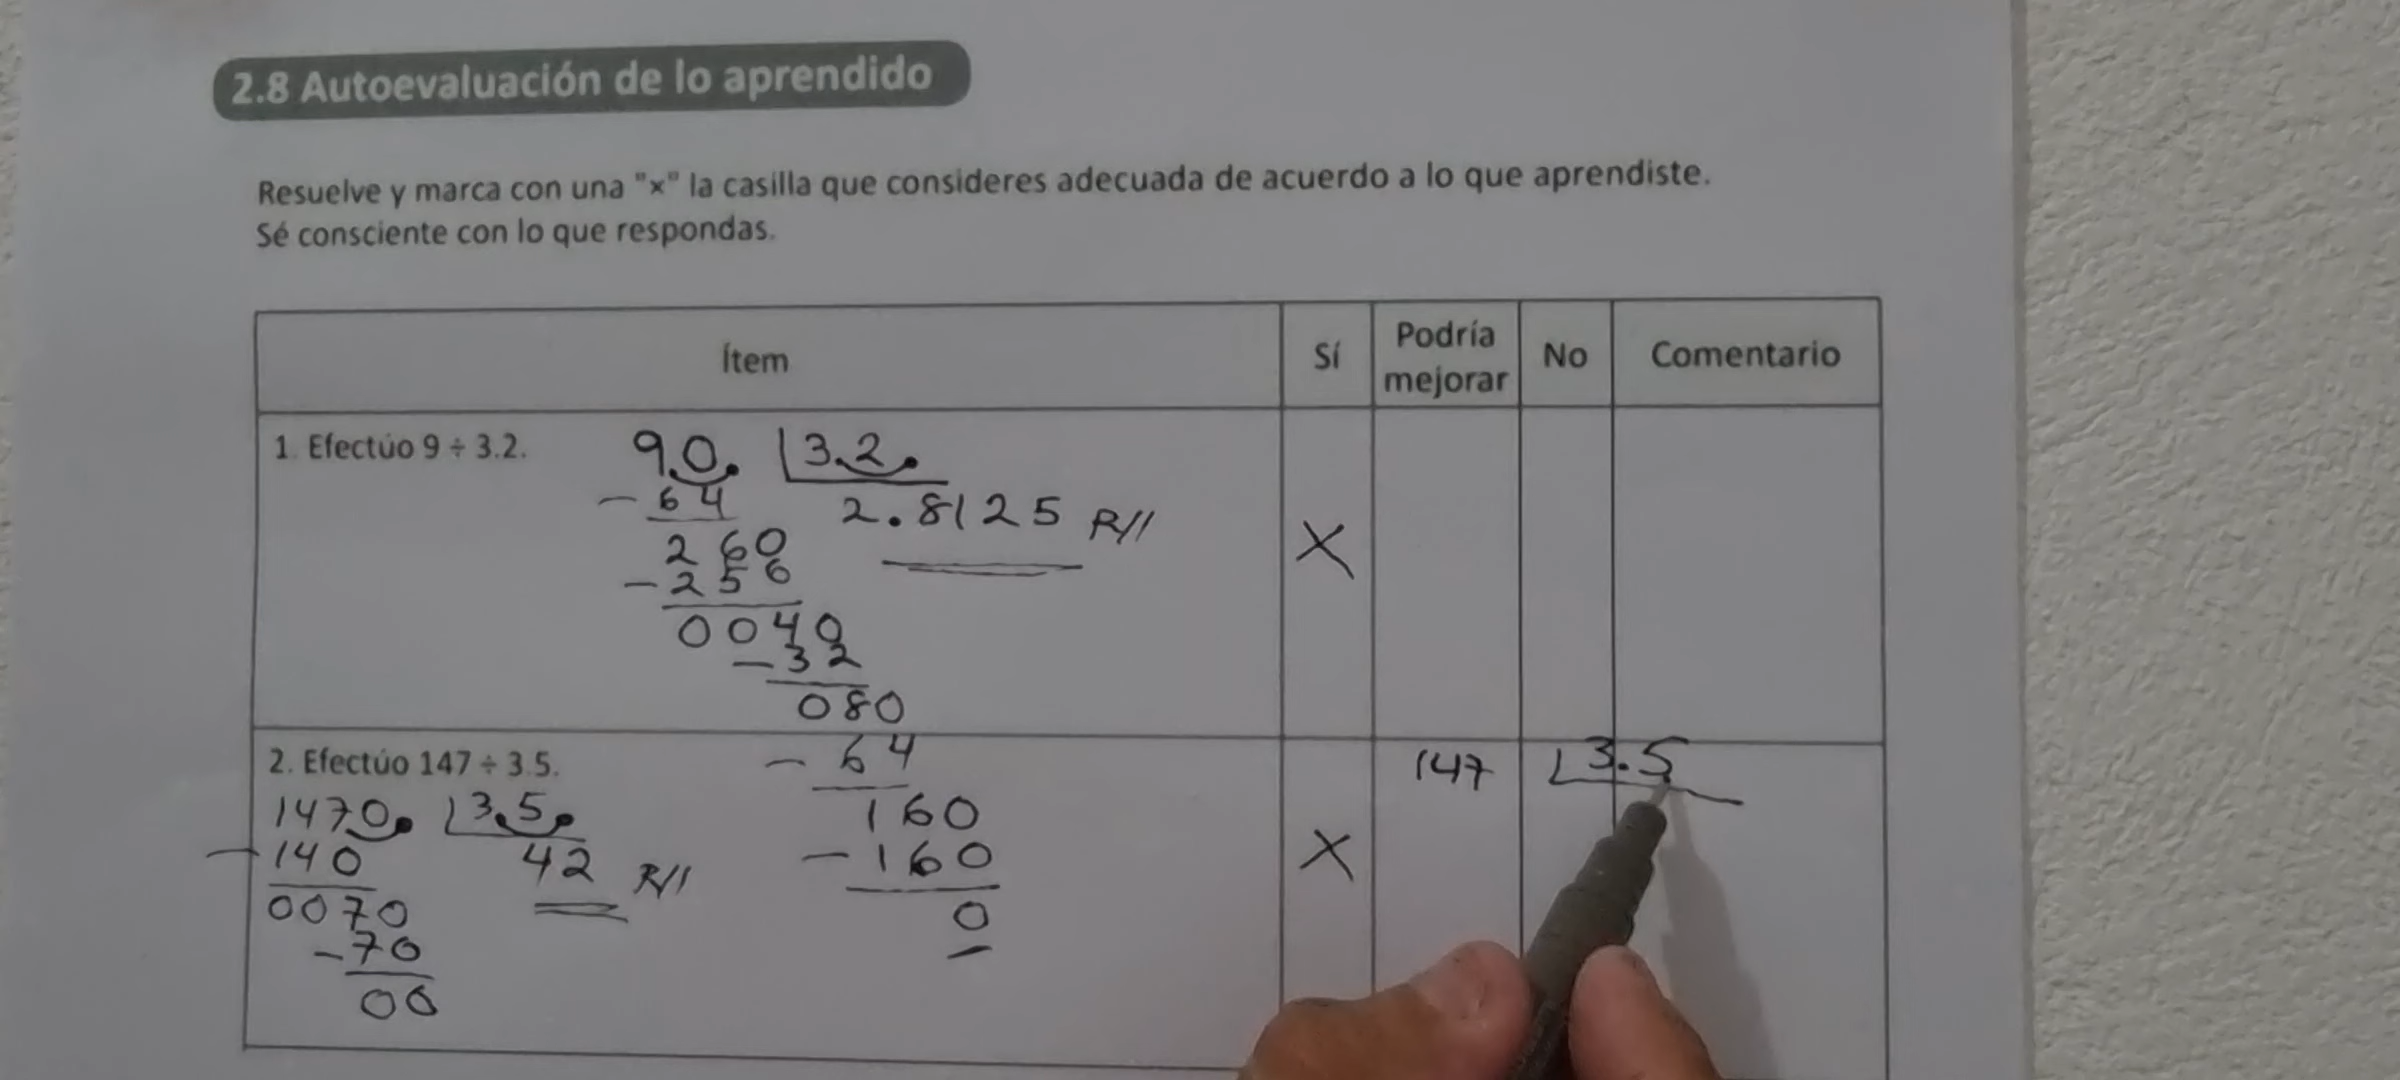 2.8 Autoevaluación de lo aprendido
Resuelve y marca con una "x" la casilla que consideres adecuada de acuerdo a lo que aprendiste.
Sé consciente con lo que respondas.
Ítem
Sí
Podría
mejorar
No
Comentario
1. Efectúo 9 ÷ 3.2.
90. 3.2.
- 64
2.8125 R//
260
- 256
0040
- 32
080
- 64
160
- 160
0
X
2. Efectúo 147 ÷ 3.5.
1470. 3.5.
- 140
42 R//
0070
- 70
00
X
147 3.5